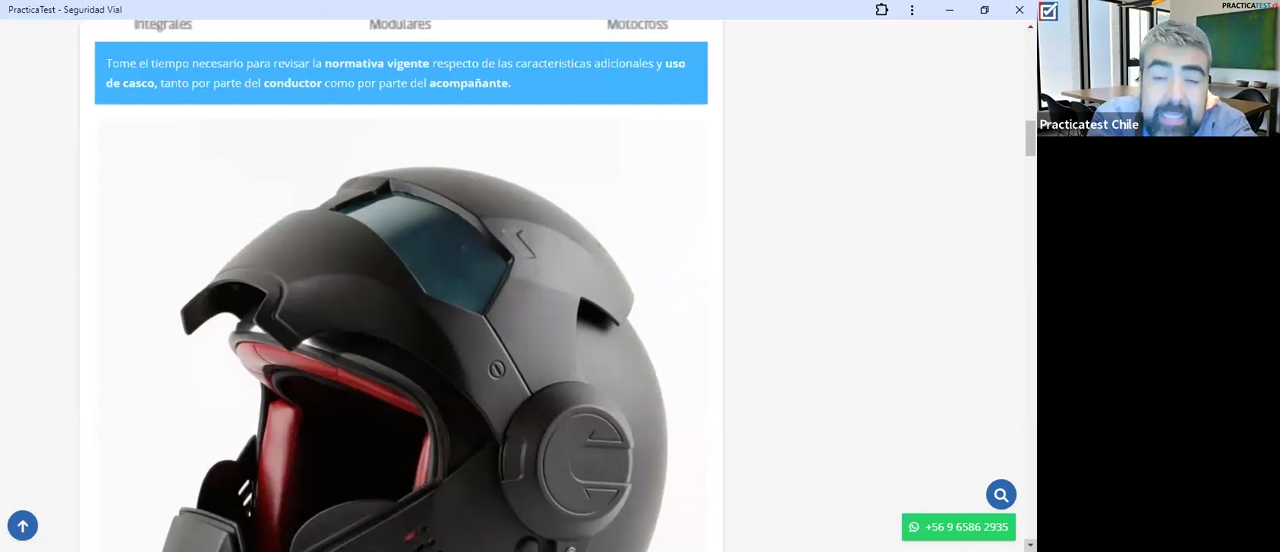 PracticaTest - Seguridad Vial
PRACTICATEST
Integrales
Modulares
Motocross
Tome el tiempo necesario para revisar la normativa vigente respecto de las características adicionales y uso
de casco, tanto por parte del conductor como por parte del acompañante.
Practicatest Chile
+56 9 6586 2935